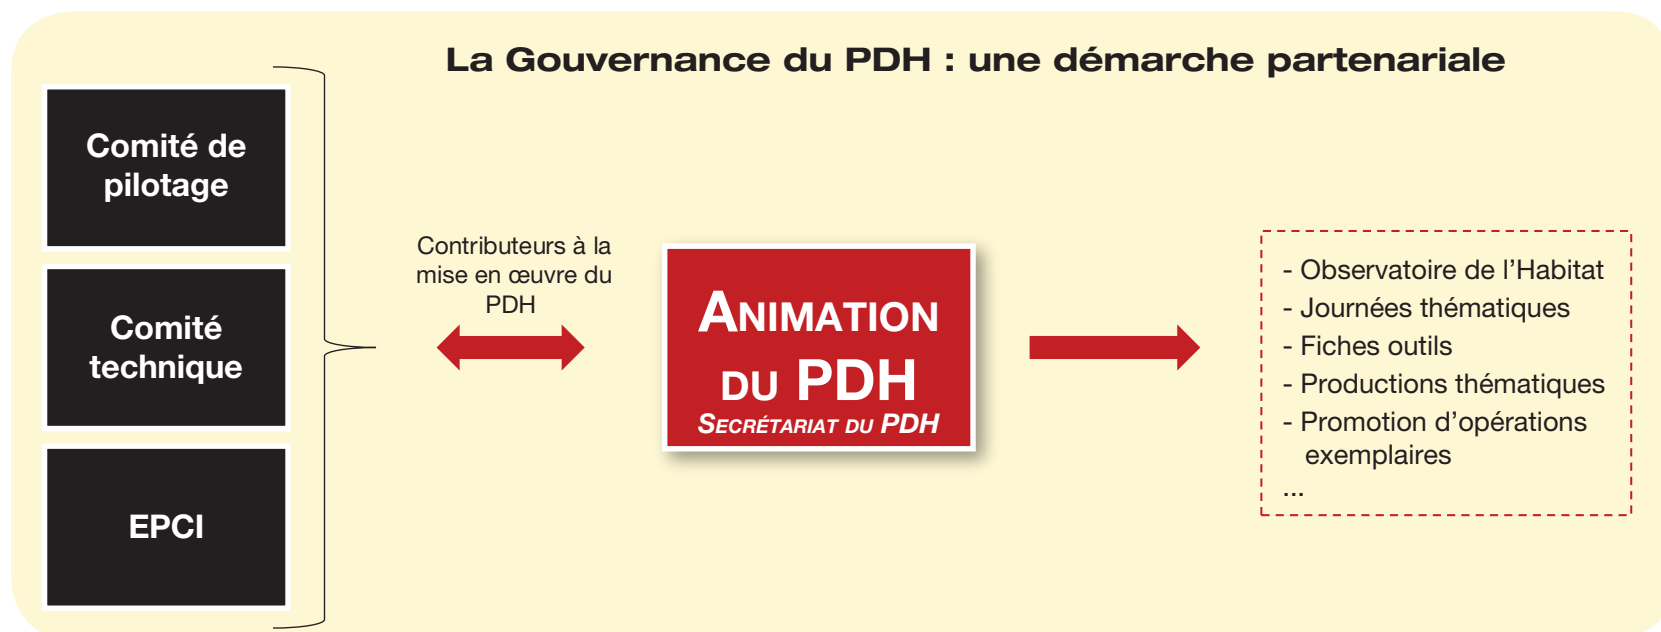 La Gouvernance du PDH : une démarche partenariale
Comité de
pilotage
Comité
technique
EPCI
Contributeurs à la
mise en œuvre du
PDH
ANIMATION
DU PDH
SECRÉTARIAT DU PDH
- Observatoire de l’Habitat
- Journées thématiques
- Fiches outils
- Productions thématiques
- Promotion d’opérations
exemplaires
...